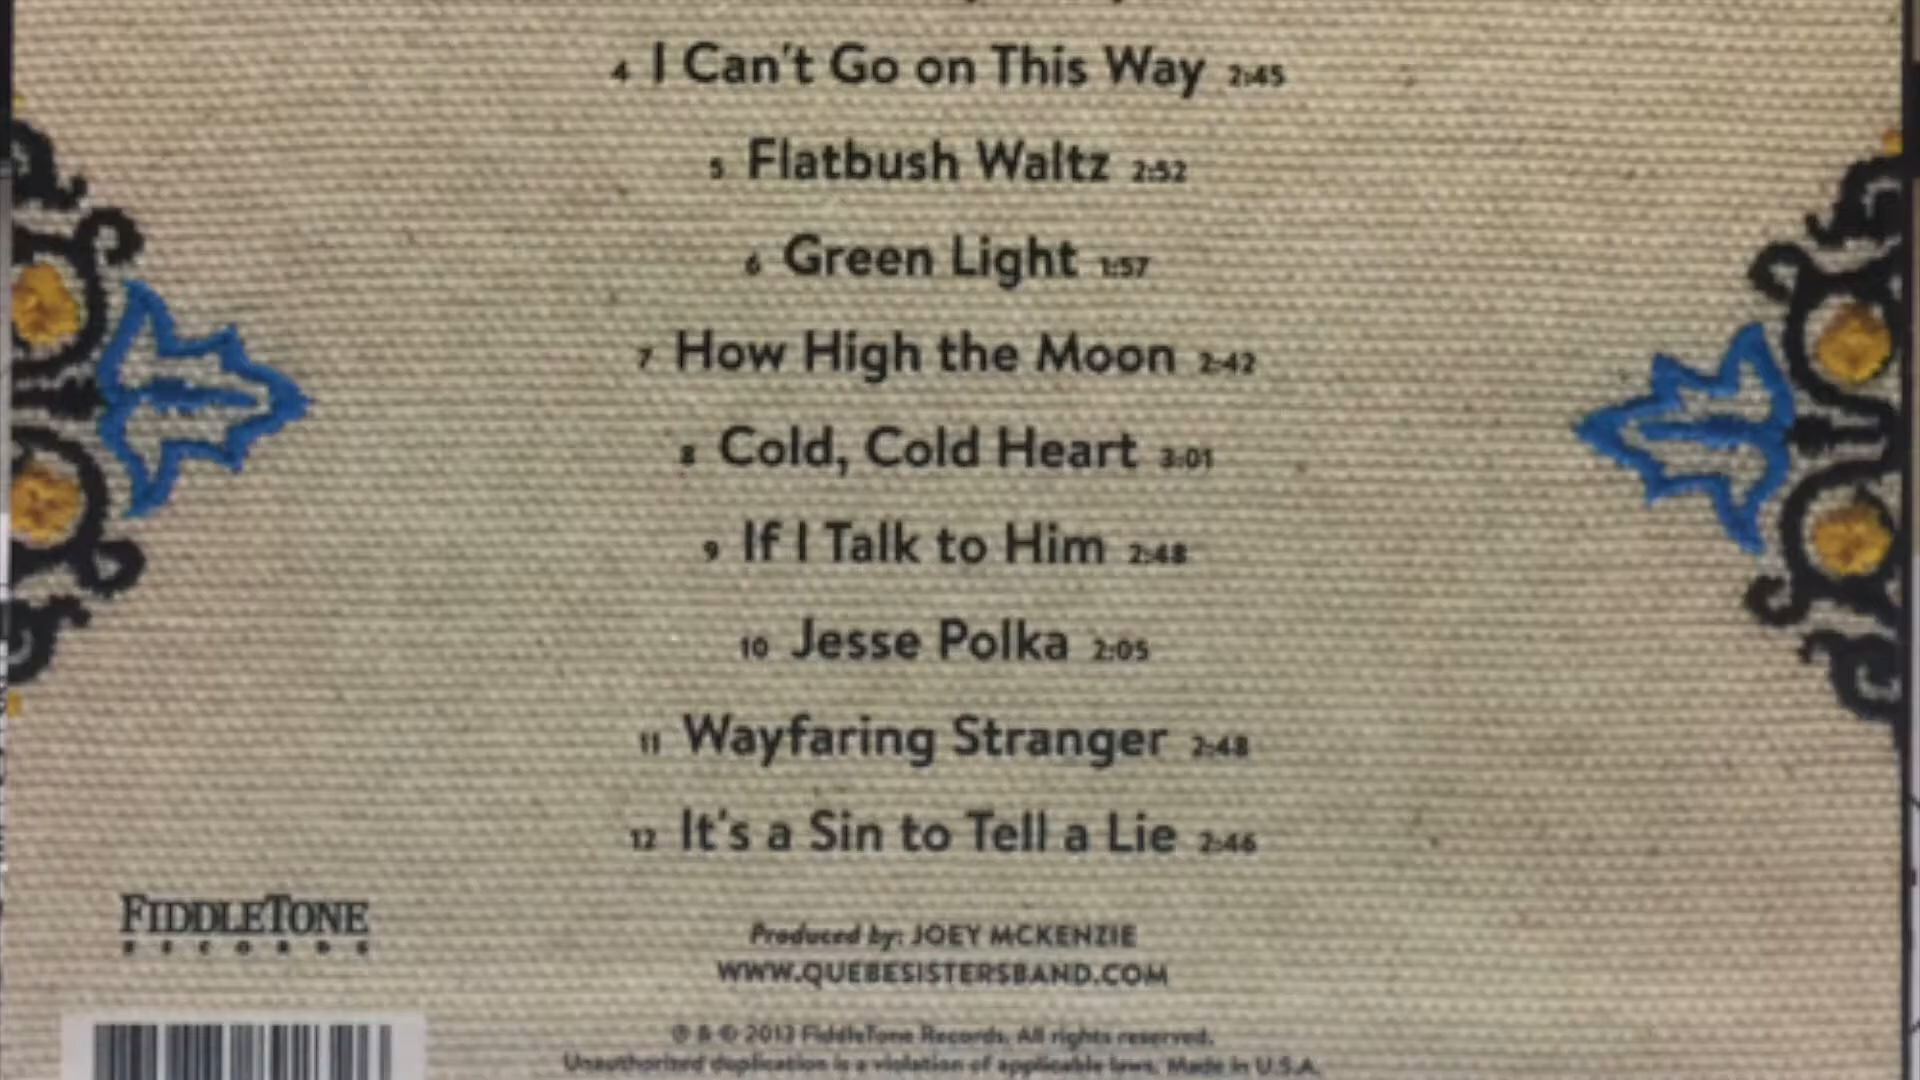 4 I Can't Go on This Way 2:45
5 Flatbush Waltz 2:52
6 Green Light 1:57
7 How High the Moon 2:42
8 Cold, Cold Heart 3:01
9 If I Talk to Him 2:48
10 Jesse Polka 2:05
11 Wayfaring Stranger 2:48
12 It's a Sin to Tell a Lie 2:46
FIDDLETONE
RECORDS
Produced by: JOEY MCKENZIE
WWW.QUEBESISTERSBAND.COM
℗ & © 2013 FiddleTone Records. All rights reserved.
Unauthorized duplication is a violation of applicable laws. Made in U.S.A.